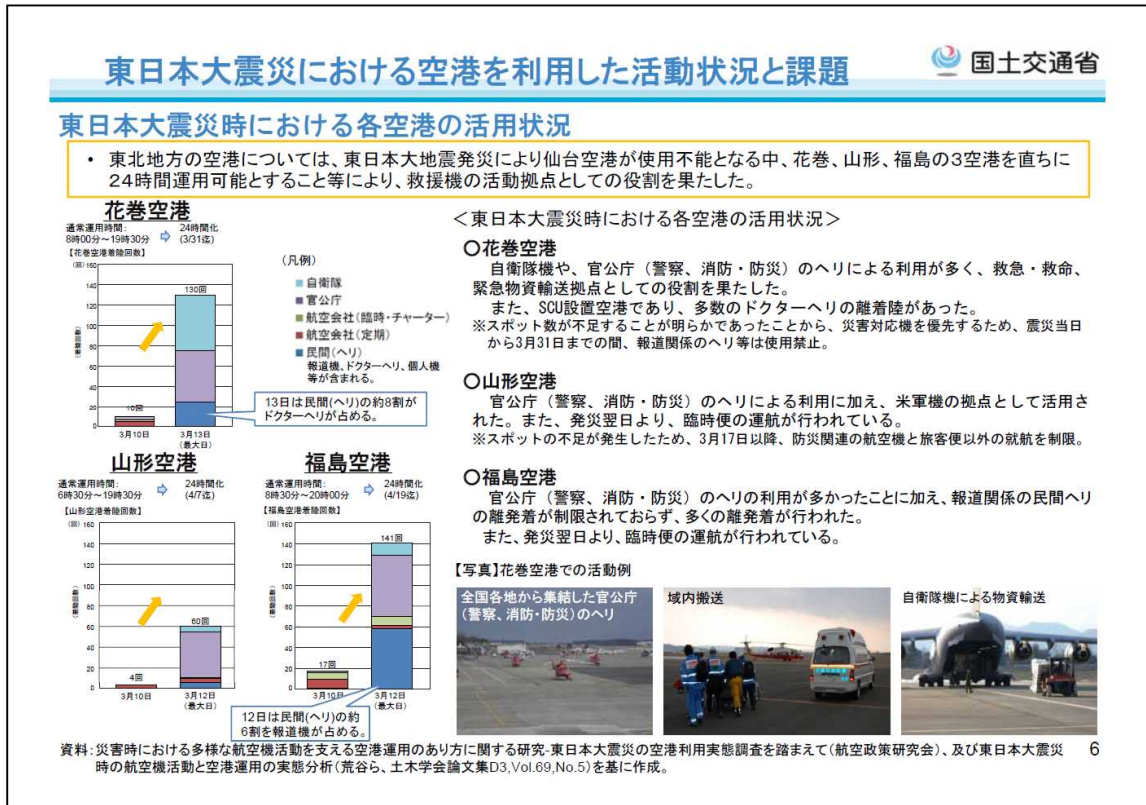 東日本大震災における空港を利用した活動状況と課題
国土交通省
東日本大震災時における各空港の活用状況
• 東北地方の空港については、東日本大地震発災により仙台空港が使用不能となる中、花巻、山形、福島の3空港を直ちに
24時間運用可能とすること等により、救援機の活動拠点としての役割を果たした。
花巻空港
通常運用時間:
8時00分～19時30分
24時間化
(3/31迄)
【花巻空港着陸回数】
(回)
160
140
120
100
80
60
40
20
0
(着陸回数)
10回
130回
3月10日
3月13日
(最大日)
(凡例)
自衛隊
官公庁
航空会社(臨時・チャーター)
航空会社(定期)
民間(ヘリ)
報道機、ドクターヘリ、個人機
等が含まれる。
13日は民間(ヘリ)の約8割が
ドクターヘリが占める。
山形空港
通常運用時間:
6時30分～19時30分
24時間化
(4/7迄)
【山形空港着陸回数】
(回)
160
140
120
100
80
60
40
20
0
(着陸回数)
4回
60回
3月10日
3月12日
(最大日)
福島空港
通常運用時間:
8時30分～20時00分
24時間化
(4/19迄)
【福島空港着陸回数】
(回)
160
140
120
100
80
60
40
20
0
(着陸回数)
17回
141回
3月10日
3月12日
(最大日)
12日は民間(ヘリ)の約
6割を報道機が占める。
＜東日本大震災時における各空港の活用状況＞
○花巻空港
自衛隊機や、官公庁（警察、消防・防災）のヘリによる利用が多く、救急・救命、
緊急物資輸送拠点としての役割を果たした。
また、SCU設置空港であり、多数のドクターヘリの離着陸があった。
※スポット数が不足することが明らかであったことから、災害対応機を優先するため、震災当日
から3月31日までの間、報道関係のヘリ等は使用禁止。
○山形空港
官公庁（警察、消防・防災）のヘリによる利用に加え、米軍機の拠点として活用さ
れた。また、発災翌日より、臨時便の運航が行われている。
※スポットの不足が発生したため、3月17日以降、防災関連の航空機と旅客便以外の就航を制限。
○福島空港
官公庁（警察、消防・防災）のヘリの利用が多かったことに加え、報道関係の民間ヘリ
の離発着が制限されておらず、多くの離発着が行われた。
また、発災翌日より、臨時便の運航が行われている。
【写真】花巻空港での活動例
全国各地から集結した官公庁
（警察、消防・防災）のヘリ
域内搬送
自衛隊機による物資輸送
資料：災害時における多様な航空機活動を支える空港運用のあり方に関する研究-東日本大震災の空港利用実態調査を踏まえて（航空政策研究会）、及び東日本大震災
時の航空機活動と空港運用の実態分析（荒谷ら、土木学会論文集D3,Vol.69,No.5）を基に作成。
6